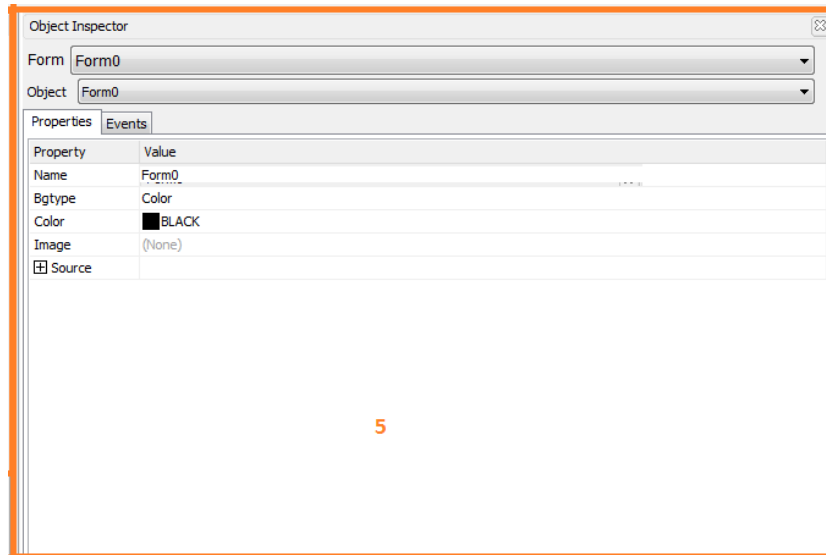 Object Inspector
Form Form0
Object Form0
Properties Events
Property Value
Name Form0
Bgtype Color
Color BLACK
Image (None)
Source
5